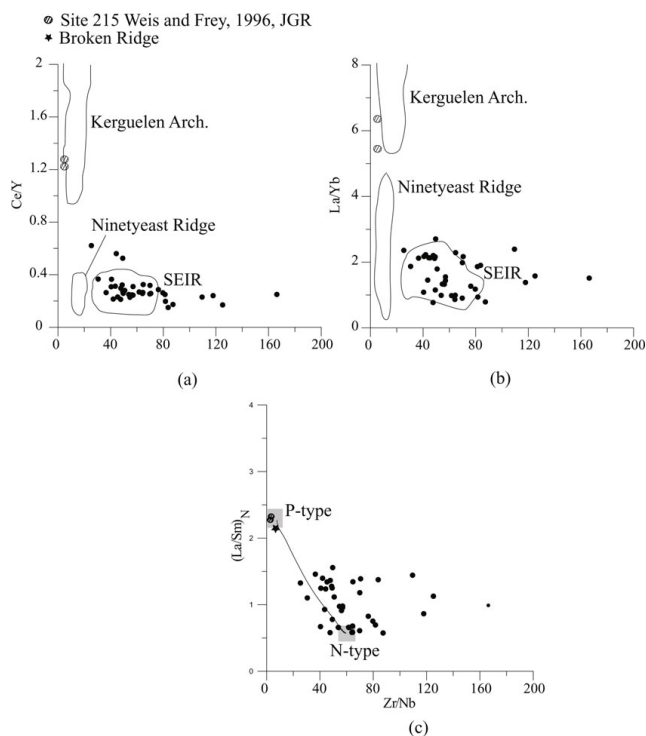 Site 215 Weis and Frey, 1996, JGR
Broken Ridge
2
1.6
1.2
0.8
0.4
0
Ce/Y
Kerguelen Arch.
Ninetyeast Ridge
SEIR
0 40 80 120 160 200
(a)
8
6
4
2
0
La/Yb
Kerguelen Arch.
Ninetyeast Ridge
SEIR
0 40 80 120 160 200
(b)
4
3
2
1
0
(La/Sm)N
P-type
N-type
0 40 80 120 160 200
Zr/Nb
(c)